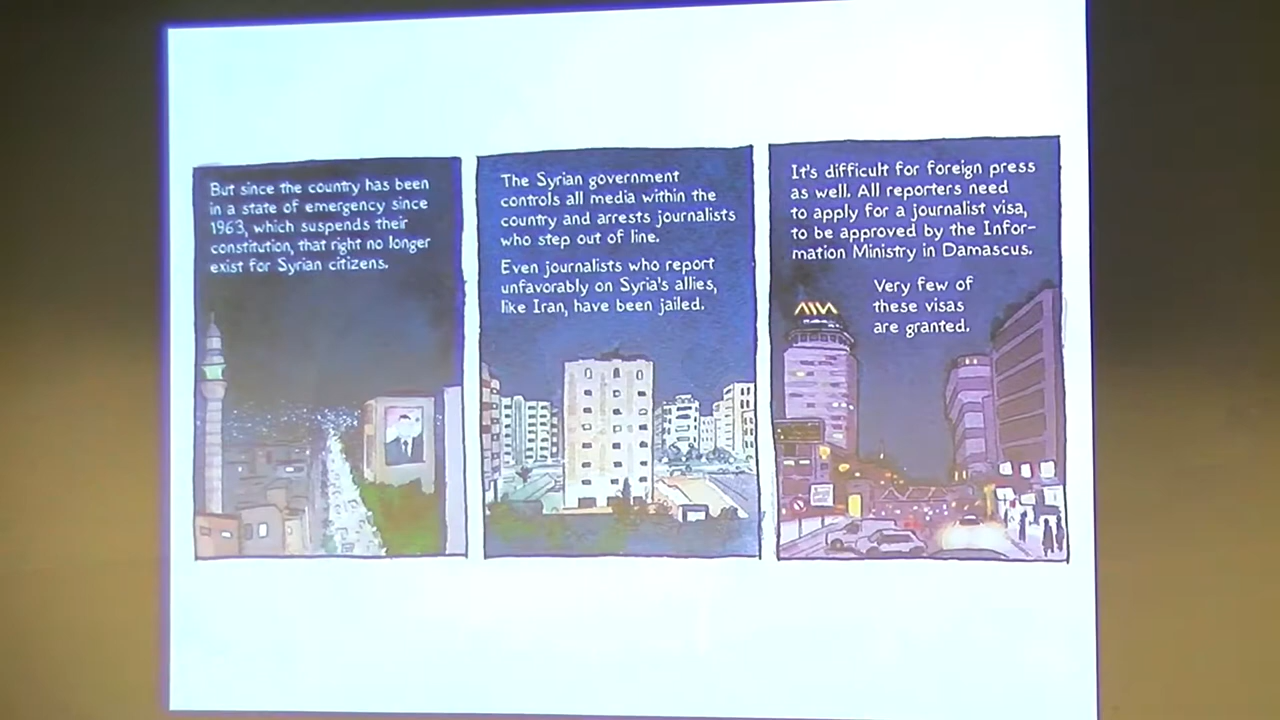 But since the country has been
in a state of emergency since
1963, which suspends their
constitution, that right no longer
exist for Syrian citizens.
The Syrian government
controls all media within the
country and arrests journalists
who step out of line.
Even journalists who report
unfavorably on Syria's allies,
like Iran, have been jailed.
It's difficult for foreign press
as well. All reporters need
to apply for a journalist visa,
to be approved by the Infor-
mation Ministry in Damascus.
Very few of
these visas
are granted.